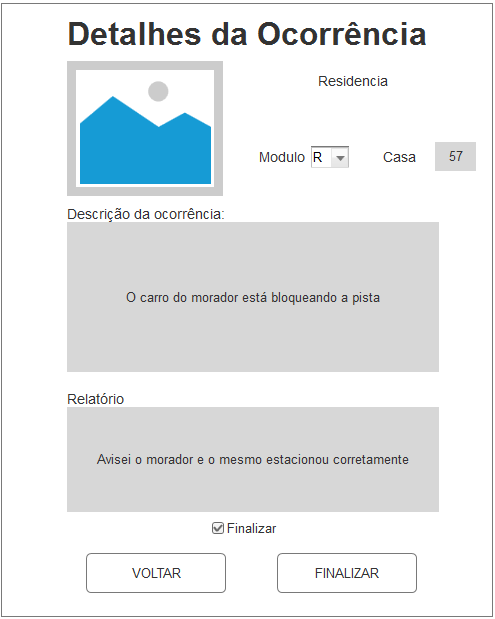 Detalhes da Ocorrência
Residencia
Modulo R Casa 57
Descrição da ocorrência:
O carro do morador está bloqueando a pista
Relatório
Avisei o morador e o mesmo estacionou corretamente
Finalizar
VOLTAR FINALIZAR